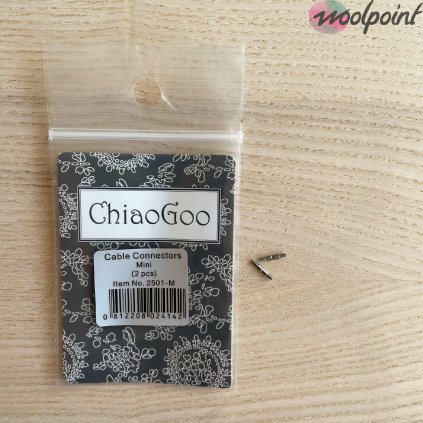 woolpoint
ChiaoGoo
Cable Connectors
Mini
(2 pcs)
Item No. 2501-M
0 812208 024142